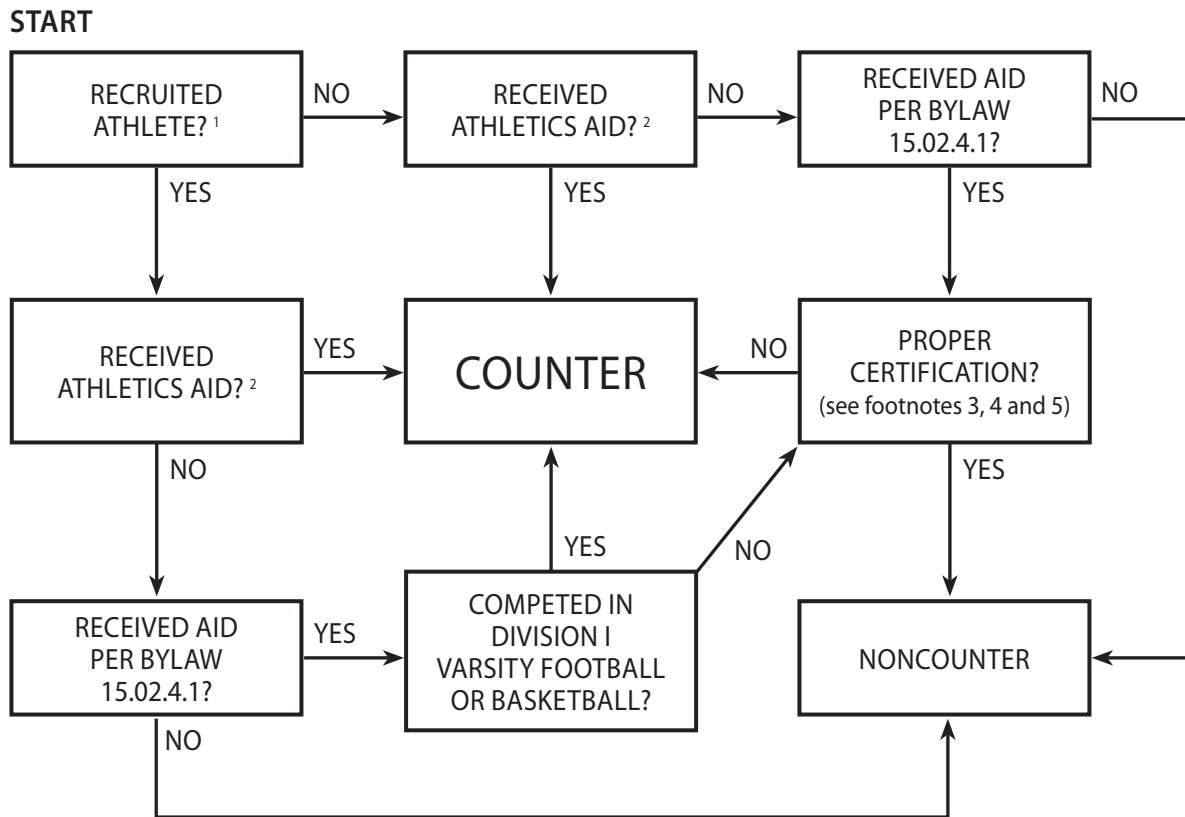 START
RECRUITED
ATHLETE? 1
NO
RECEIVED
ATHLETICS AID? 2
NO
RECEIVED AID
PER BYLAW
15.02.4.1?
NO
YES
YES
YES
RECEIVED
ATHLETICS AID? 2
YES
COUNTER
NO
PROPER
CERTIFICATION?
(see footnotes 3, 4 and 5)
NO
YES
NO
YES
RECEIVED AID
PER BYLAW
15.02.4.1?
YES
COMPETED IN
DIVISION I
VARSITY FOOTBALL
OR BASKETBALL?
NONCOUNTER
NO